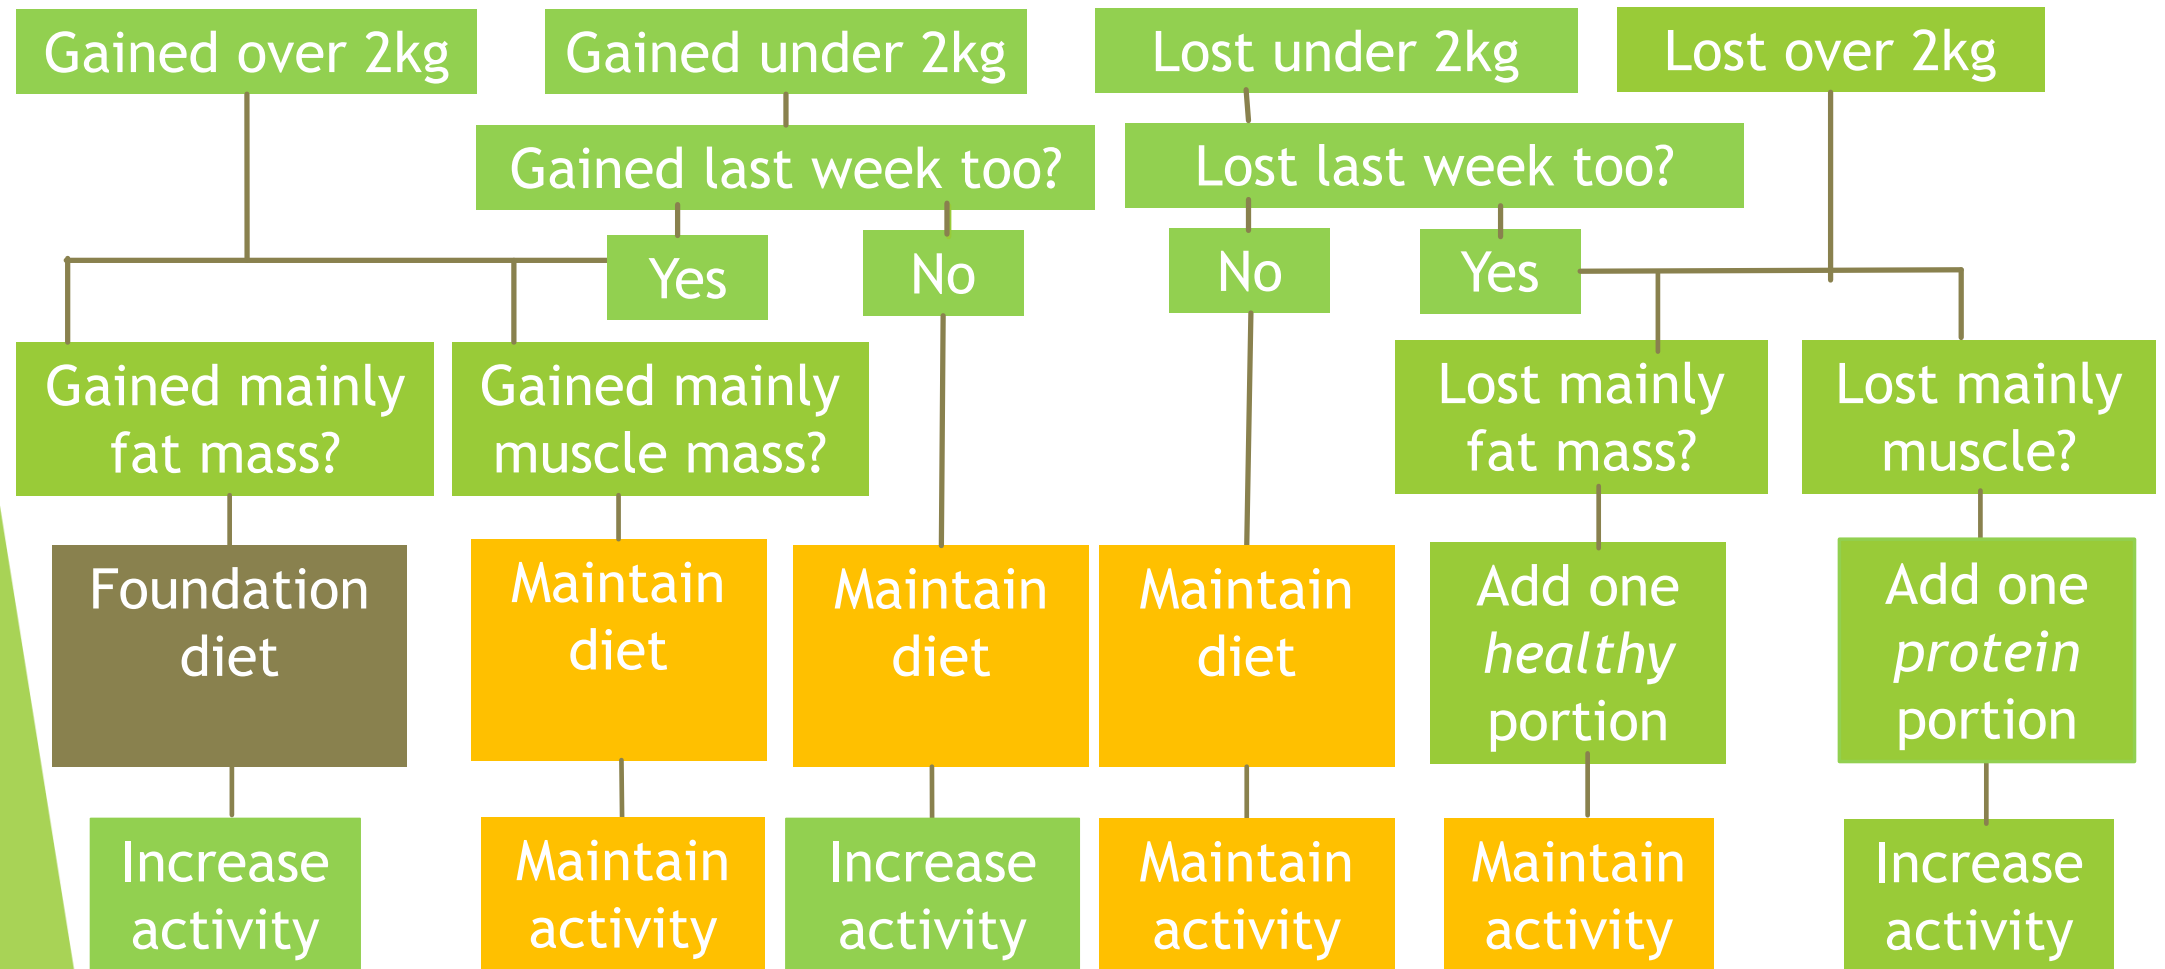 Gained over 2kg
Gained under 2kg
Lost under 2kg
Lost over 2kg
Gained last week too?
Lost last week too?
Yes
No
No
Yes
Gained mainly
fat mass?
Gained mainly
muscle mass?
Lost mainly
fat mass?
Lost mainly
muscle?
Foundation
diet
Maintain
diet
Maintain
diet
Maintain
diet
Add one
healthy
portion
Add one
protein
portion
Increase
activity
Maintain
activity
Increase
activity
Maintain
activity
Maintain
activity
Increase
activity